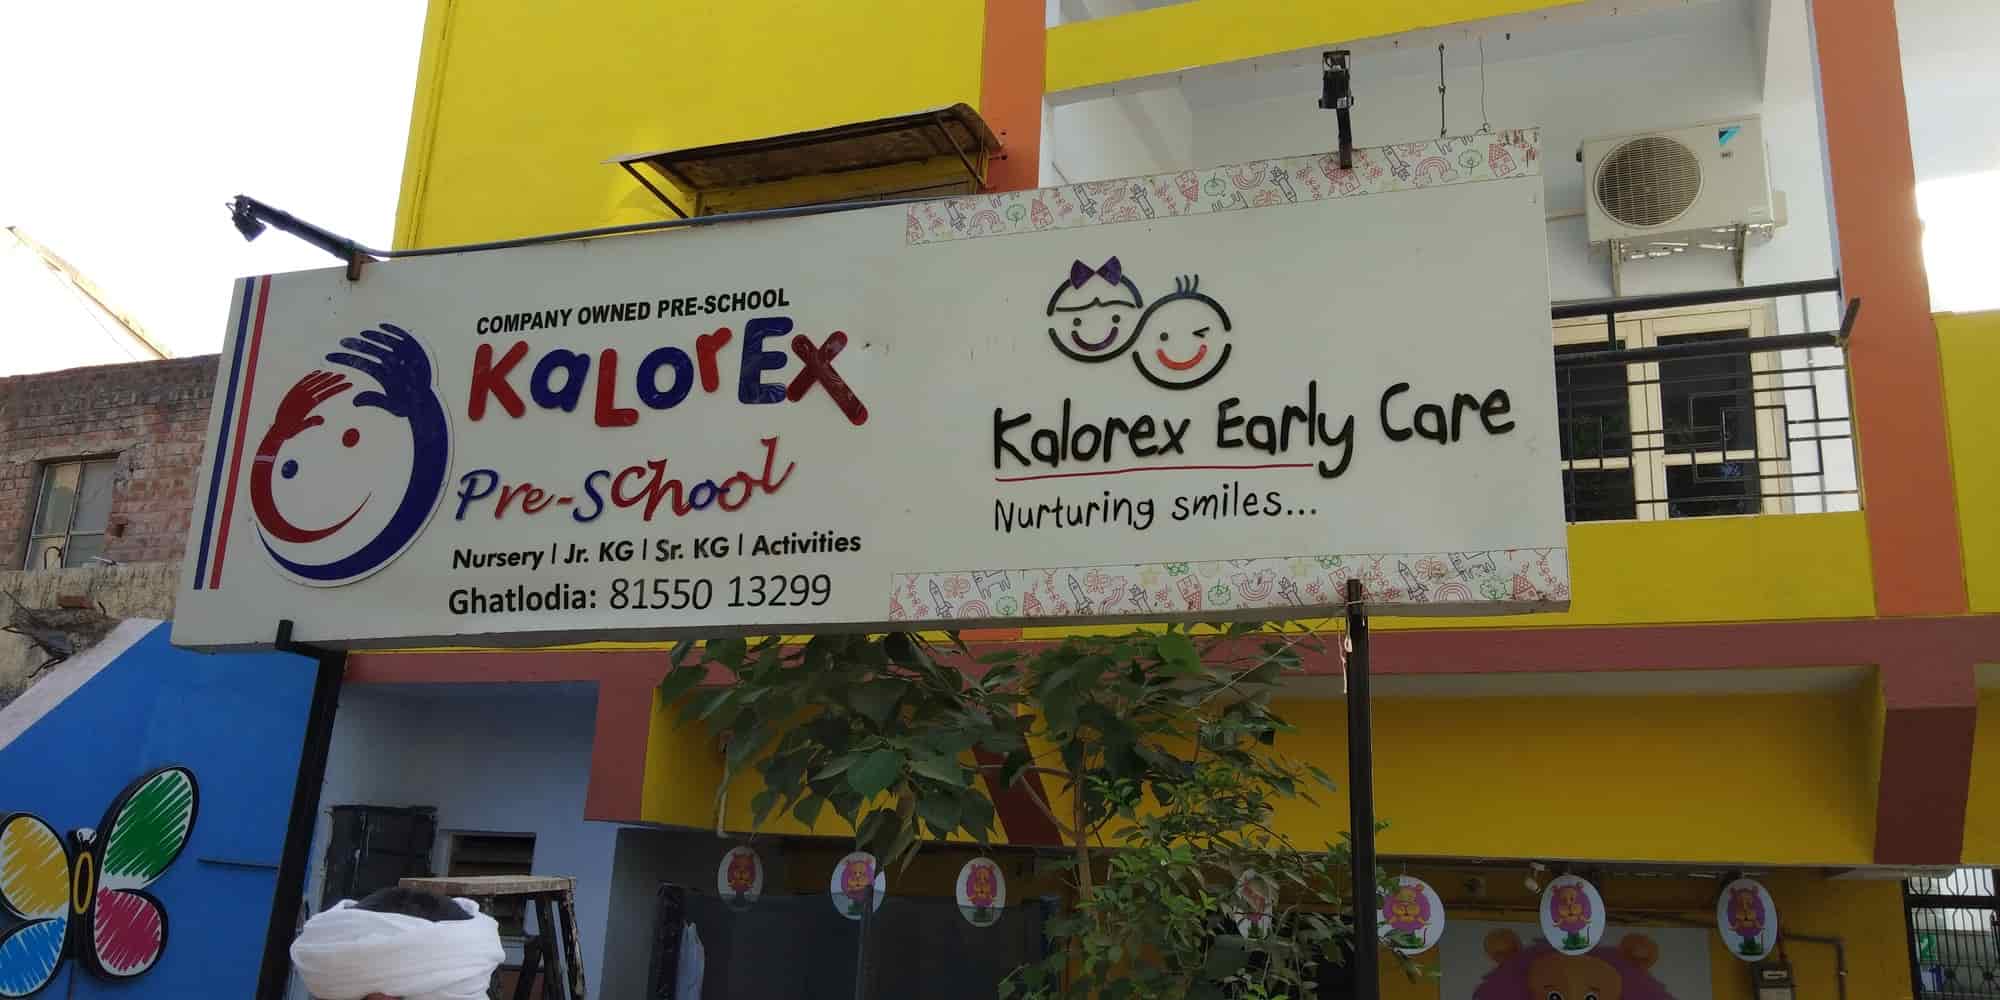 COMPANY OWNED PRE-SCHOOL
KaLorEx
Pre-School
Nursery | Jr. KG | Sr. KG | Activities
Ghatlodia: 81550 13299
Kalorex Early Care
Nurturing smiles...